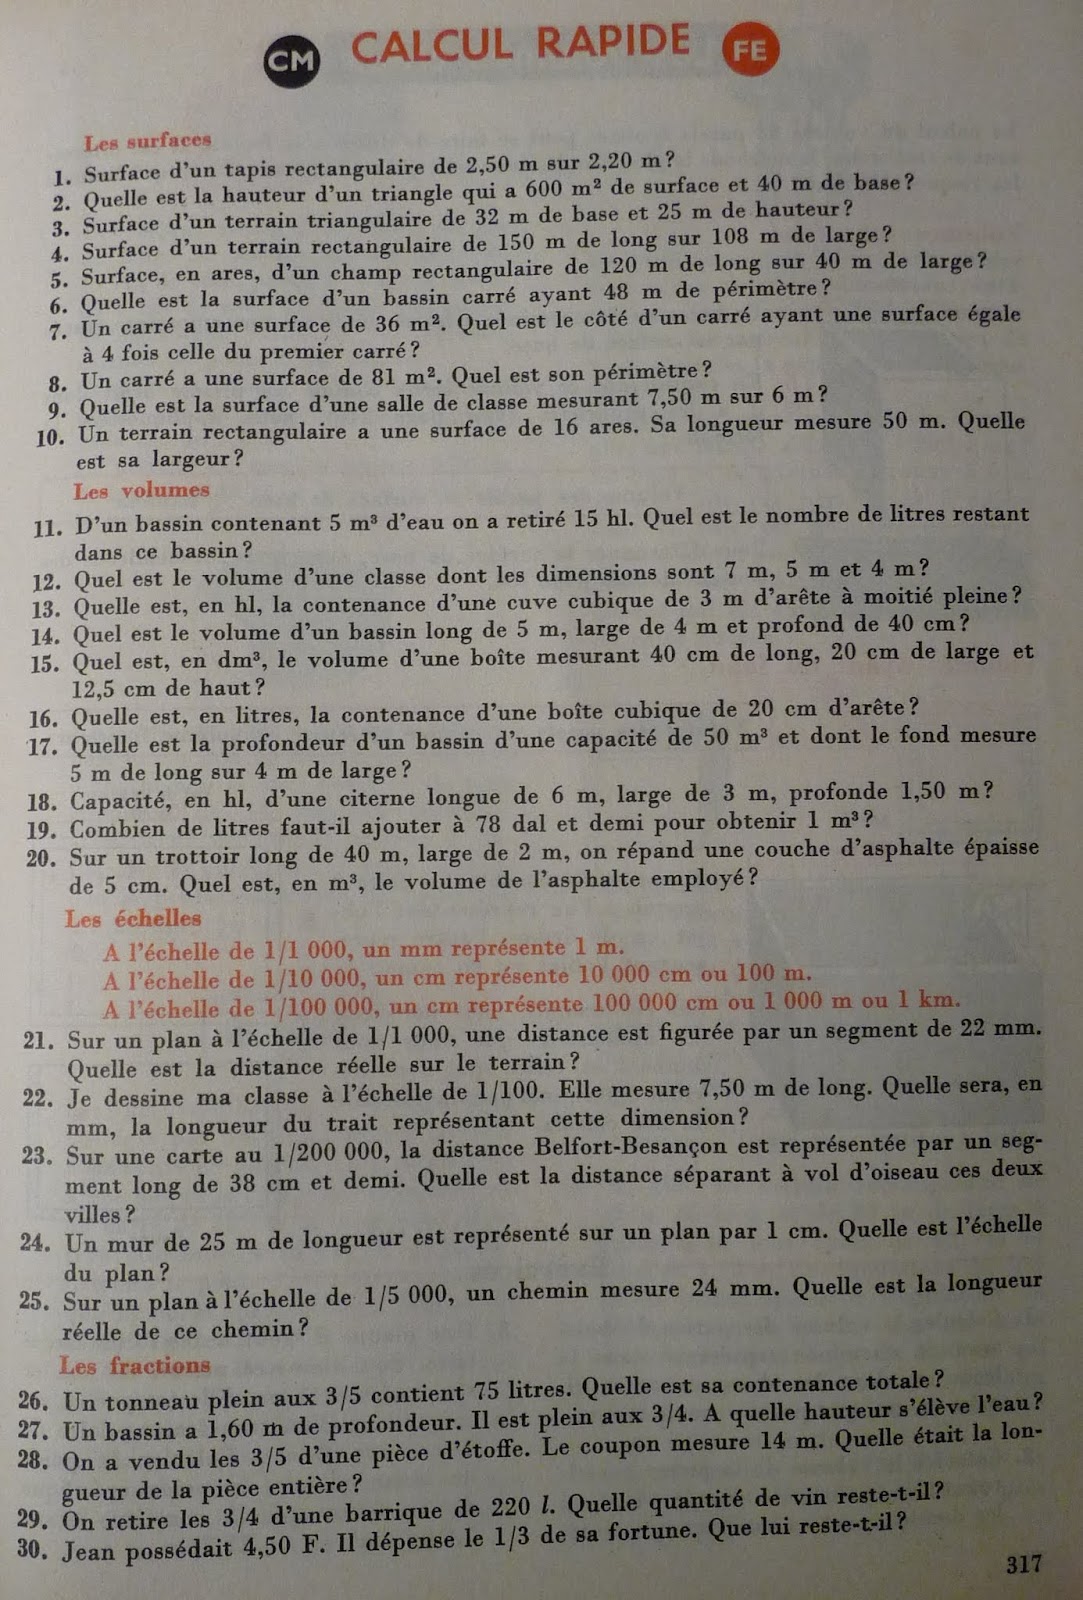 CM CALCUL RAPIDE FE
Les surfaces
1. Surface d'un tapis rectangulaire de 2,50 m sur 2,20 m?
2. Quelle est la hauteur d'un triangle qui a 600 m² de surface et 40 m de base?
3. Surface d'un terrain triangulaire de 32 m de base et 25 m de hauteur?
4. Surface d'un terrain rectangulaire de 150 m de long sur 108 m de large?
5. Surface, en ares, d'un champ rectangulaire de 120 m de long sur 40 m de large?
6. Quelle est la surface d'un bassin carré ayant 48 m de périmètre?
7. Un carré a une surface de 36 m². Quel est le côté d'un carré ayant une surface égale
à 4 fois celle du premier carré?
8. Un carré a une surface de 81 m². Quel est son périmètre?
9. Quelle est la surface d'une salle de classe mesurant 7,50 m sur 6 m?
10. Un terrain rectangulaire a une surface de 16 ares. Sa longueur mesure 50 m. Quelle
est sa largeur?
Les volumes
11. D'un bassin contenant 5 m³ d'eau on a retiré 15 hl. Quel est le nombre de litres restant
dans ce bassin?
12. Quel est le volume d'une classe dont les dimensions sont 7 m, 5 m et 4 m?
13. Quelle est, en hl, la contenance d'une cuve cubique de 3 m d'arête à moitié pleine?
14. Quel est le volume d'un bassin long de 5 m, large de 4 m et profond de 40 cm?
15. Quel est, en dm³, le volume d'une boîte mesurant 40 cm de long, 20 cm de large et
12,5 cm de haut?
16. Quelle est, en litres, la contenance d'une boîte cubique de 20 cm d'arête?
17. Quelle est la profondeur d'un bassin d'une capacité de 50 m³ et dont le fond mesure
5 m de long sur 4 m de large?
18. Capacité, en hl, d'une citerne longue de 6 m, large de 3 m, profonde 1,50 m?
19. Combien de litres faut-il ajouter à 78 dal et demi pour obtenir 1 m³?
20. Sur un trottoir long de 40 m, large de 2 m, on répand une couche d'asphalte épaisse
de 5 cm. Quel est, en m³, le volume de l'asphalte employé?
Les échelles
A l'échelle de 1/1 000, un mm représente 1 m.
A l'échelle de 1/10 000, un cm représente 10 000 cm ou 100 m.
A l'échelle de 1/100 000, un cm représente 100 000 cm ou 1 000 m ou 1 km.
21. Sur un plan à l'échelle de 1/1 000, une distance est figurée par un segment de 22 mm.
Quelle est la distance réelle sur le terrain?
22. Je dessine ma classe à l'échelle de 1/100. Elle mesure 7,50 m de long. Quelle sera, en
mm, la longueur du trait représentant cette dimension?
23. Sur une carte au 1/200 000, la distance Belfort-Besançon est représentée par un seg-
ment long de 38 cm et demi. Quelle est la distance séparant à vol d'oiseau ces deux
villes?
24. Un mur de 25 m de longueur est représenté sur un plan par 1 cm. Quelle est l'échelle
du plan?
25. Sur un plan à l'échelle de 1/5 000, un chemin mesure 24 mm. Quelle est la longueur
réelle de ce chemin?
Les fractions
26. Un tonneau plein aux 3/5 contient 75 litres. Quelle est sa contenance totale?
27. Un bassin a 1,60 m de profondeur. Il est plein aux 3/4. A quelle hauteur s'élève l'eau?
28. On a vendu les 3/5 d'une pièce d'étoffe. Le coupon mesure 14 m. Quelle était la lon-
gueur de la pièce entière?
29. On retire les 3/4 d'une barrique de 220 l. Quelle quantité de vin reste-t-il?
30. Jean possédait 4,50 F. Il dépense le 1/3 de sa fortune. Que lui reste-t-il?
317